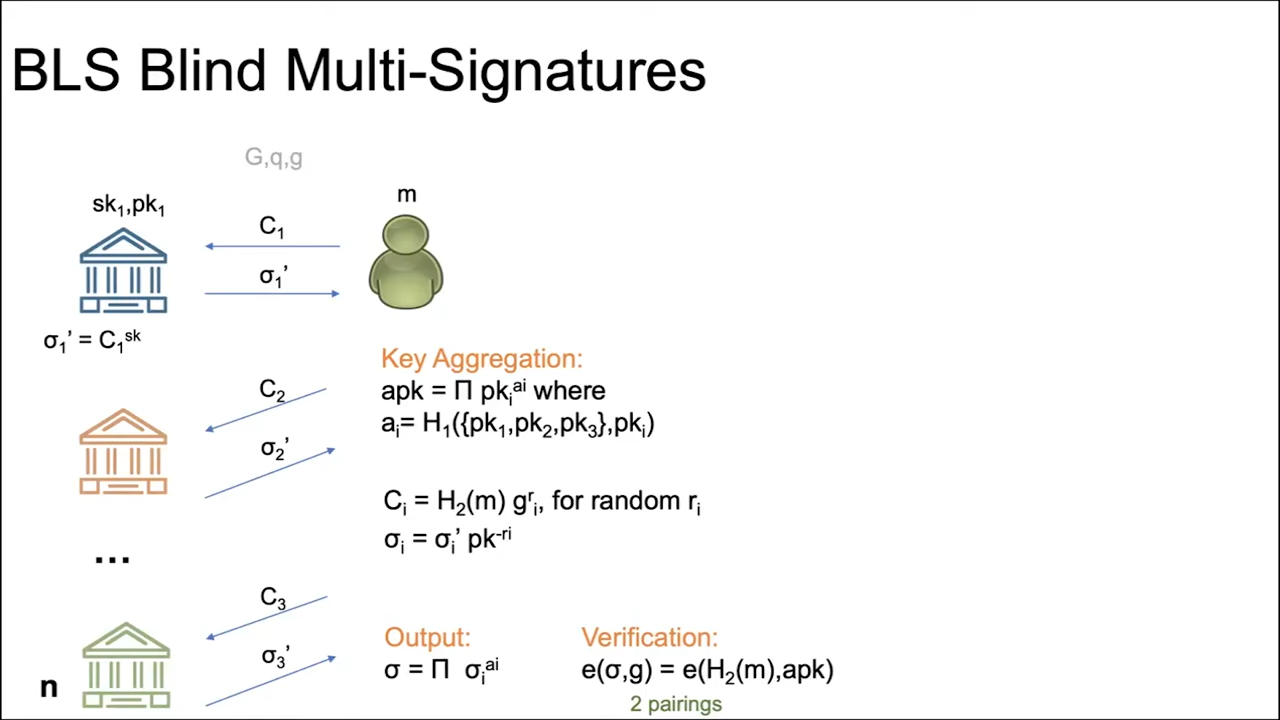 BLS Blind Multi-Signatures
G,q,g
m
sk₁,pk₁
C₁
σ₁’
σ₁’ = C₁ˢᵏ
Key Aggregation:
apk = Π pkᵢᵃⁱ where
aᵢ= H₁({pk₁,pk₂,pk₃},pkᵢ)
C₂
σ₂’
Cᵢ = H₂(m) gʳᵢ, for random rᵢ
σᵢ = σᵢ’ pk⁻ʳⁱ
...
C₃
σ₃’
n
Output:
σ = Π σᵢᵃⁱ
Verification:
e(σ,g) = e(H₂(m),apk)
2 pairings